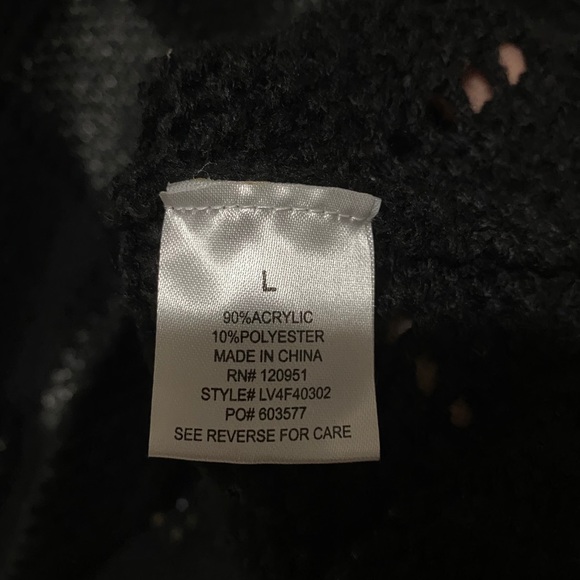 L
90%ACRYLIC
10%POLYESTER
MADE IN CHINA
RN# 120951
STYLE# LV4F40302
PO# 603577
SEE REVERSE FOR CARE